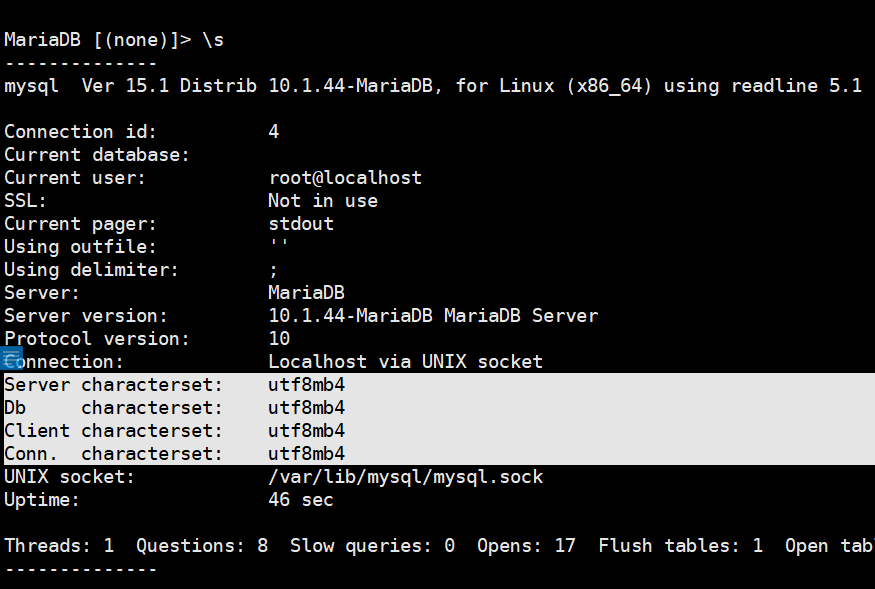 MariaDB [(none)]> \s
--------------
mysql  Ver 15.1 Distrib 10.1.44-MariaDB, for Linux (x86_64) using readline 5.1
Connection id:          4
Current database:
Current user:           root@localhost
SSL:                    Not in use
Current pager:          stdout
Using outfile:          ''
Using delimiter:        ;
Server:                 MariaDB
Server version:         10.1.44-MariaDB MariaDB Server
Protocol version:       10
Connection:             Localhost via UNIX socket
Server characterset:    utf8mb4
Db     characterset:    utf8mb4
Client characterset:    utf8mb4
Conn.  characterset:    utf8mb4
UNIX socket:            /var/lib/mysql/mysql.sock
Uptime:                 46 sec
Threads: 1  Questions: 8  Slow queries: 0  Opens: 17  Flush tables: 1  Open tab
--------------